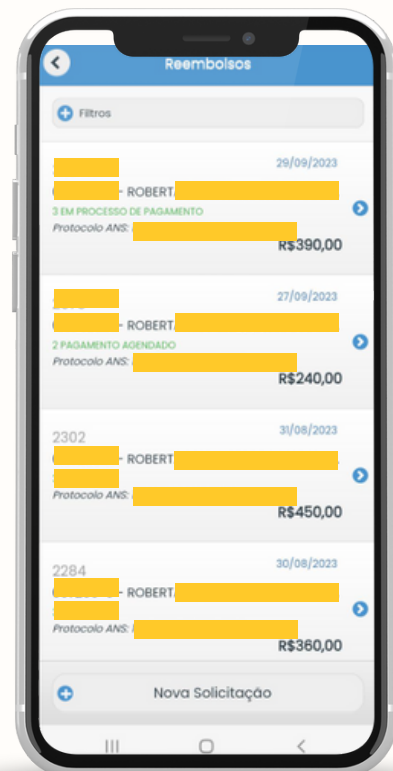 Reembolsos
Filtros
29/09/2023
- ROBERT
3 EM PROCESSO DE PAGAMENTO
Protocolo ANS:
R$390,00
27/09/2023
- ROBERT
2 PAGAMENTO AGENDADO
Protocolo ANS:
R$240,00
2302
31/08/2023
- ROBERT
Protocolo ANS:
R$450,00
2284
30/08/2023
- ROBERT
Protocolo ANS:
R$360,00
Nova Solicitação